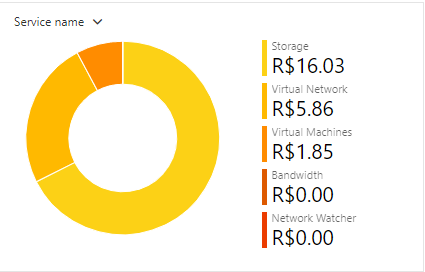 Service name
Storage
R$16.03
Virtual Network
R$5.86
Virtual Machines
R$1.85
Bandwidth
R$0.00
Network Watcher
R$0.00